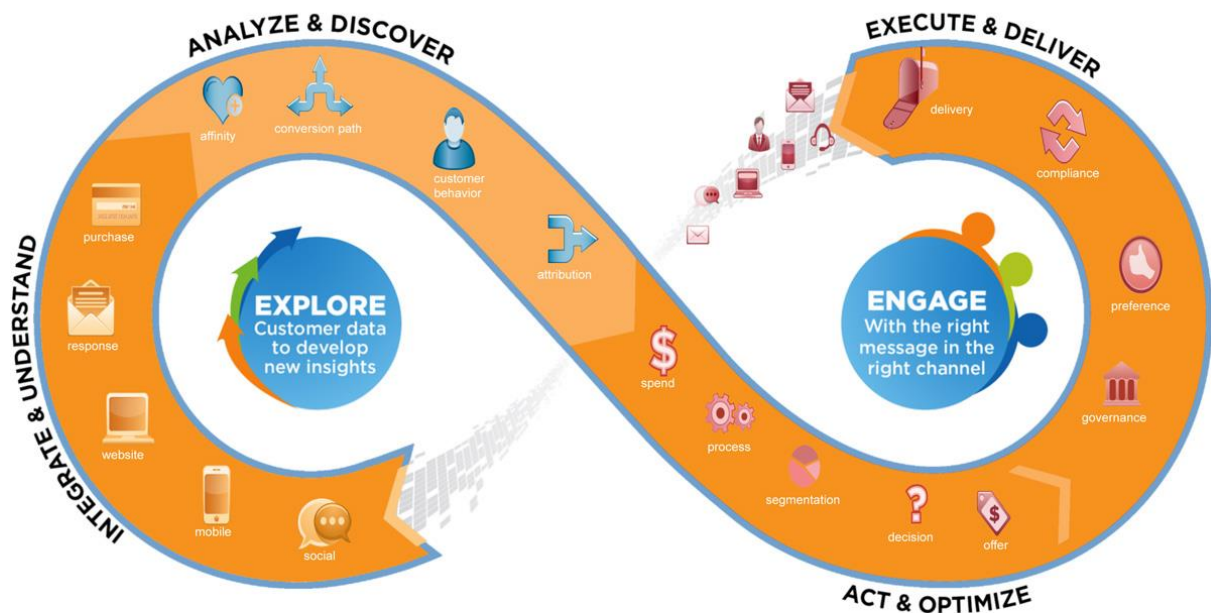 ANALYZE & DISCOVER
EXECUTE & DELIVER
INTEGRATE & UNDERSTAND
ACT & OPTIMIZE
affinity
conversion path
customer
behavior
attribution
purchase
response
website
mobile
social
EXPLORE
Customer data
to develop
new insights
spend
process
segmentation
decision
offer
ENGAGE
With the right
message in the
right channel
delivery
compliance
preference
governance